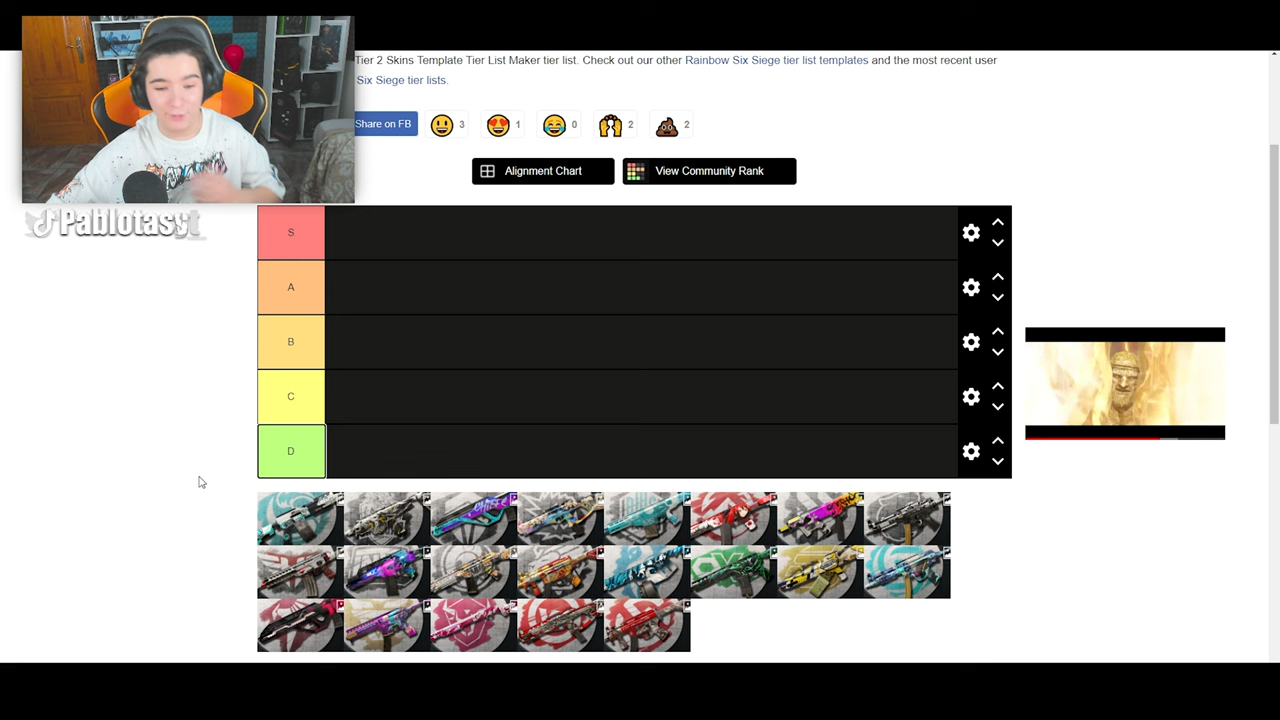 Tier 2 Skins Template Tier List Maker tier list. Check out our other Rainbow Six Siege tier list templates and the most recent user
Six Siege tier lists.
Share on FB
3
1
0
2
2
Alignment Chart
View Community Rank
Pablotasyt
S
A
B
C
D